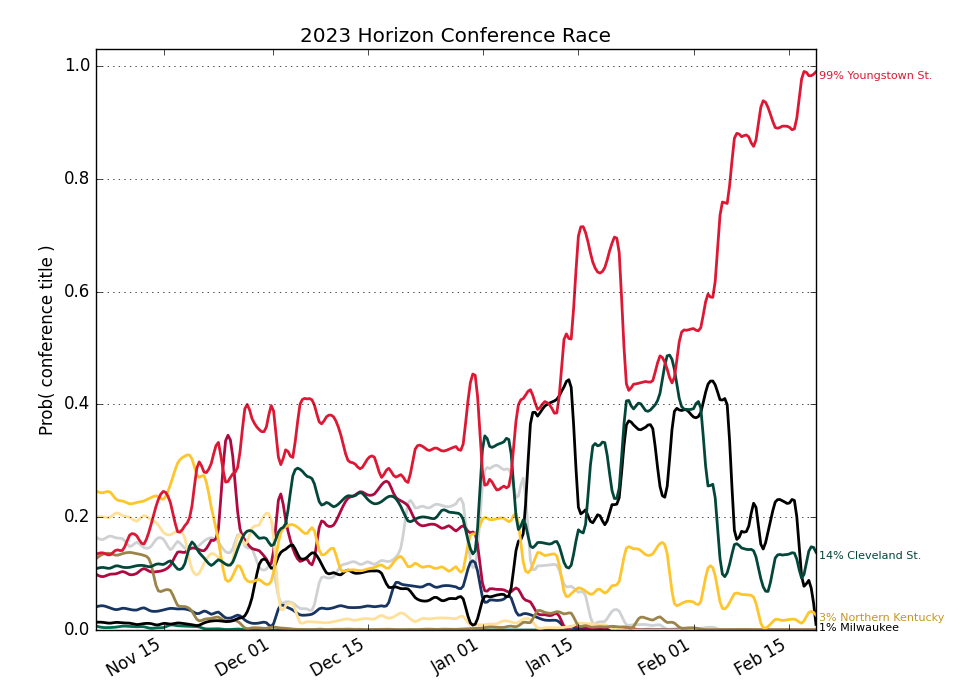 2023 Horizon Conference Race
1.0
99% Youngstown St.
0.8
0.6
Prob( conference title )
0.4
0.2
14% Cleveland St.
3% Northern Kentucky
1% Milwaukee
0.0
Nov 15
Dec 01
Dec 15
Jan 01
Jan 15
Feb 01
Feb 15